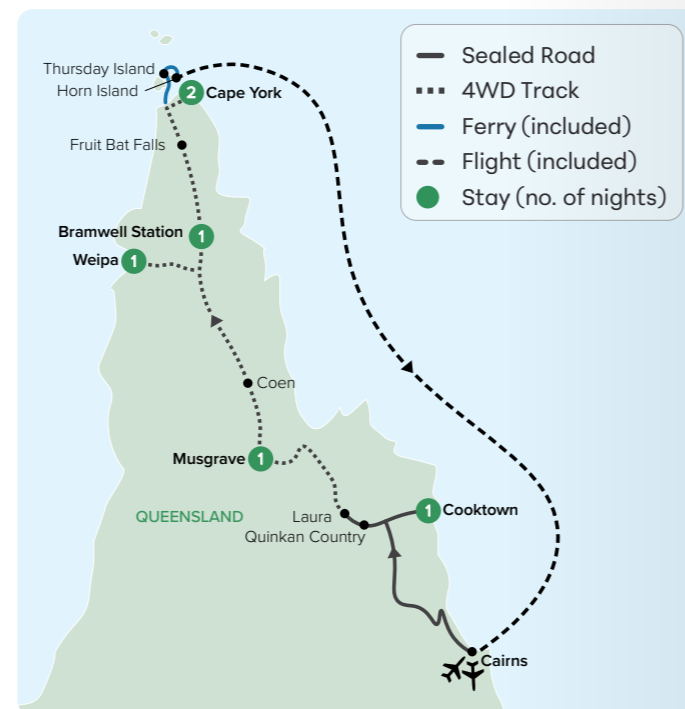 Sealed Road
4WD Track
Ferry (included)
Flight (included)
Stay (no. of nights)
Thursday Island
Horn Island
2 Cape York
Fruit Bat Falls
Bramwell Station 1
Weipa 1
Coen
Musgrave 1
QUEENSLAND
Laura
1 Cooktown
Quinkan Country
Cairns